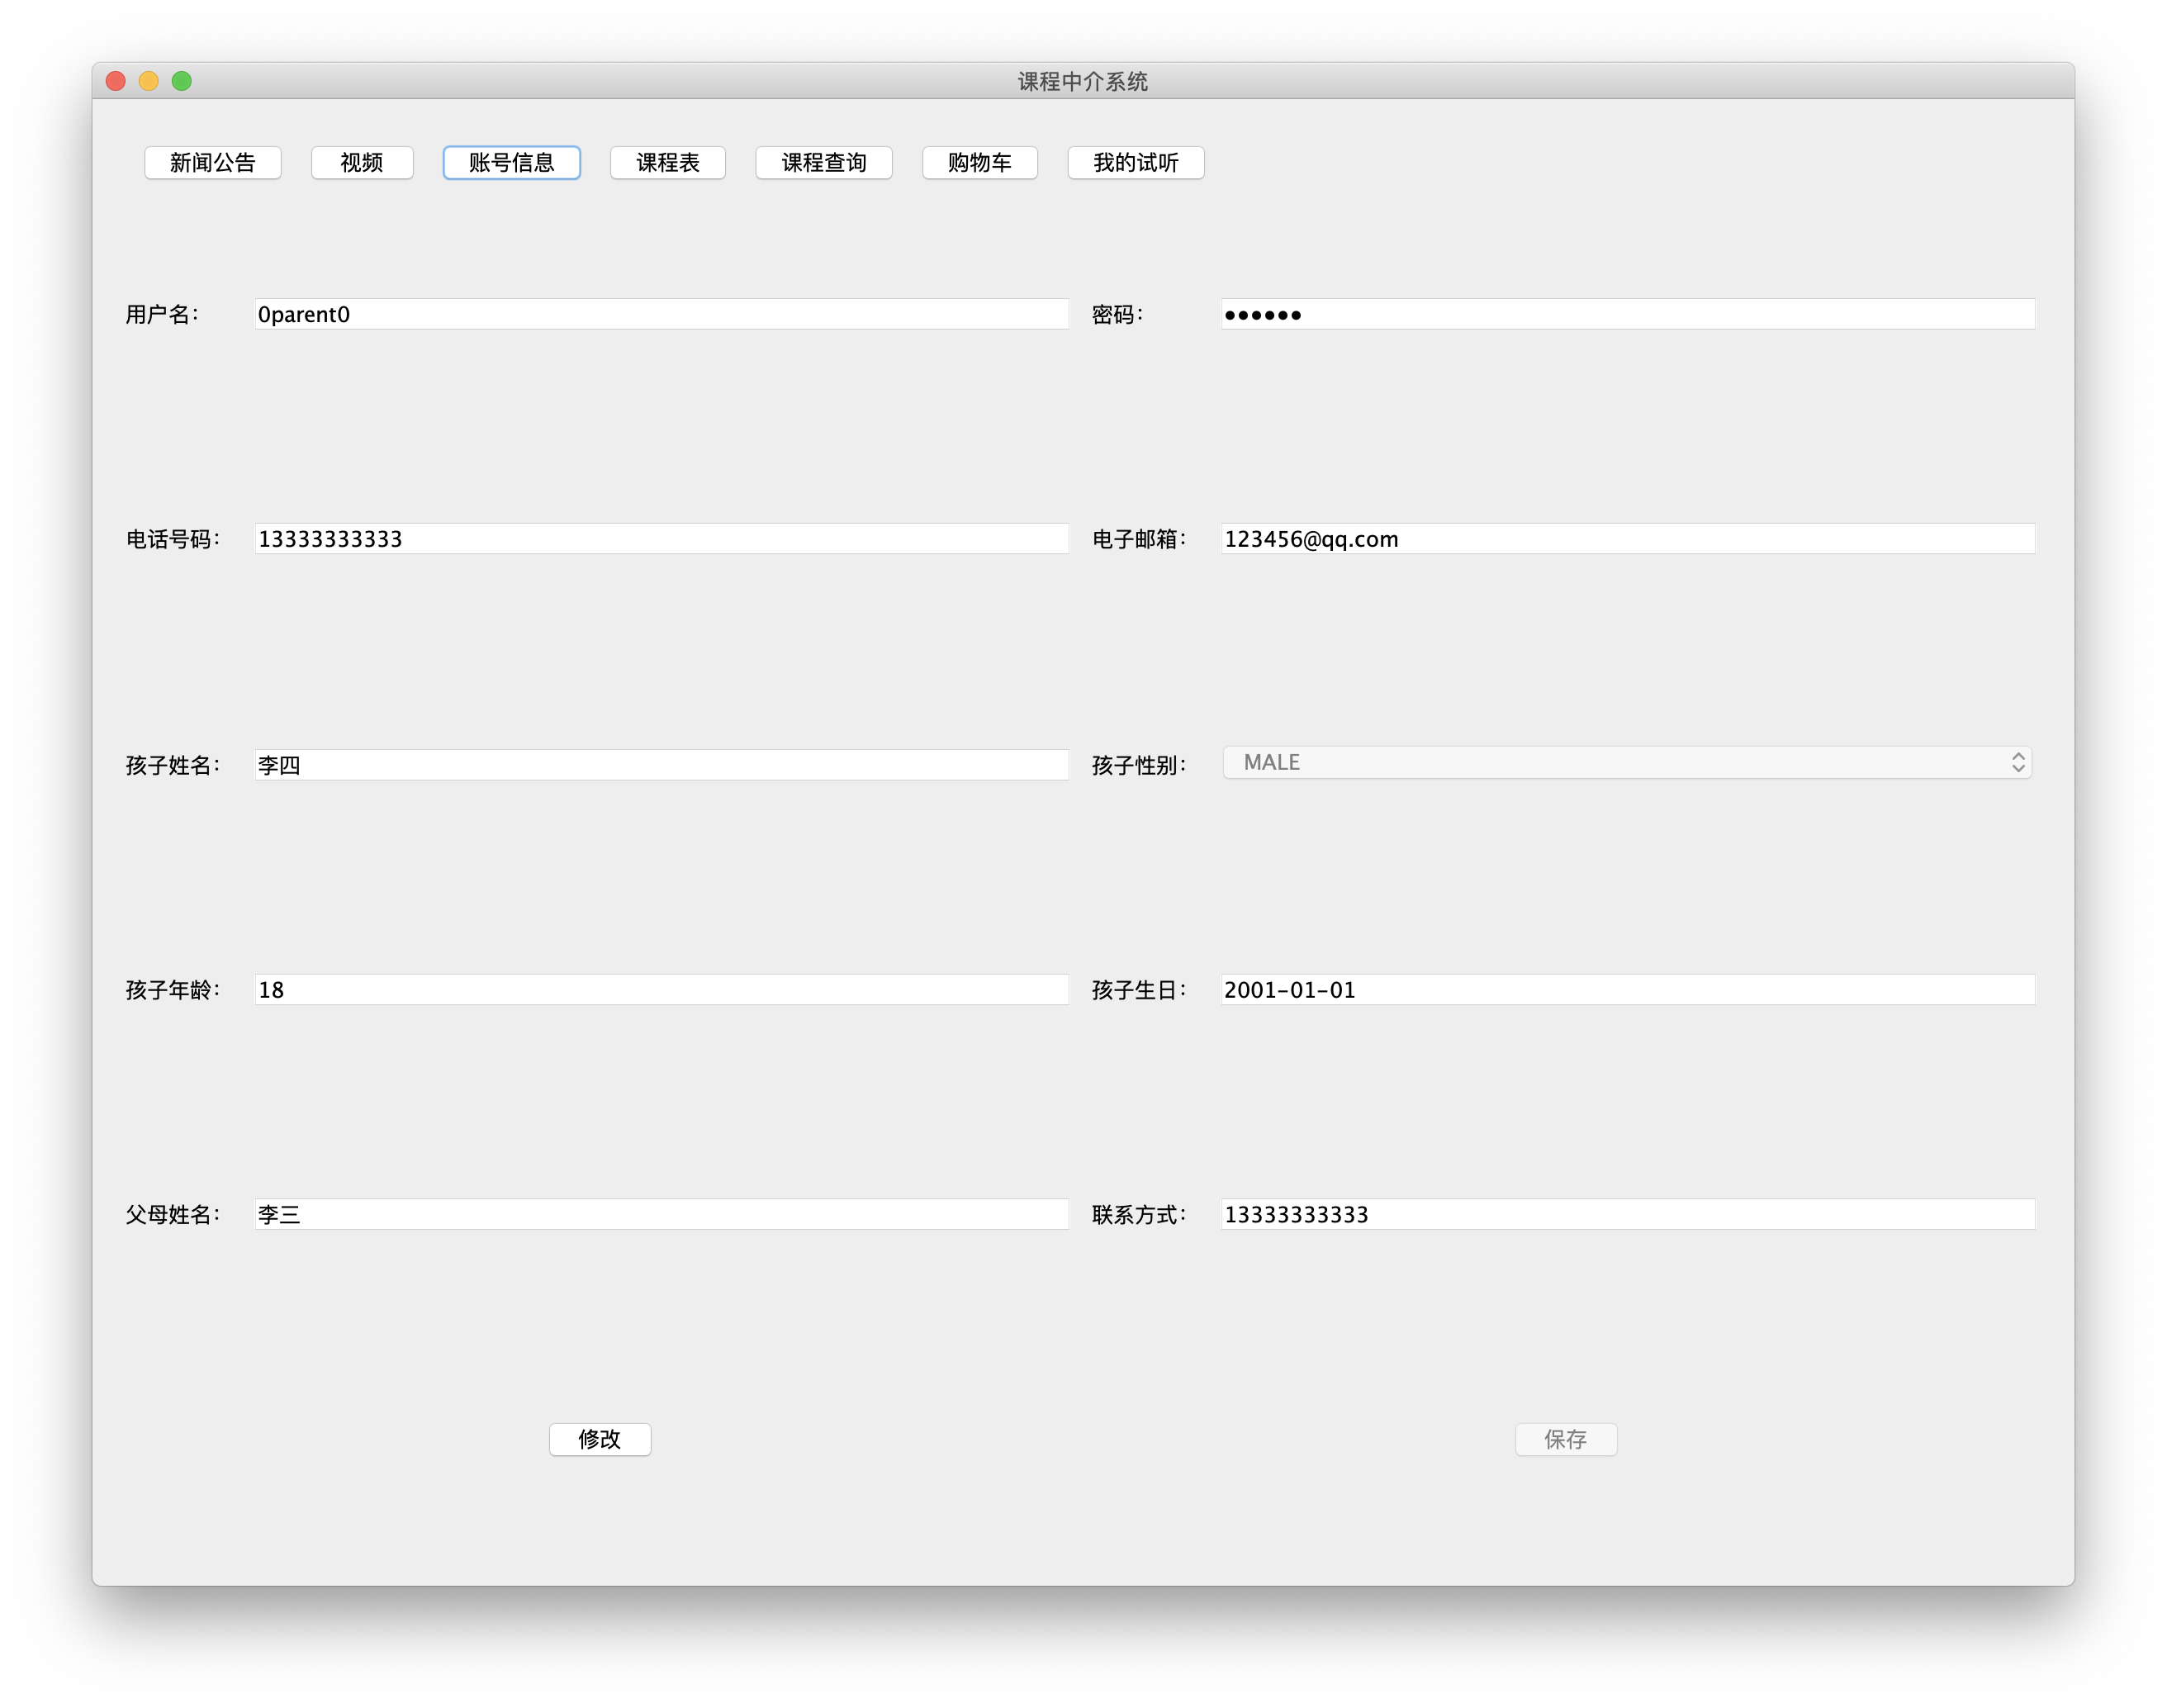 课程中介系统
新闻公告 视频 账号信息 课程表 课程查询 购物车 我的试听
用户名： 0parent0 密码： ••••••
电话号码： 13333333333 电子邮箱： 123456@qq.com
孩子姓名： 李四 孩子性别： MALE
孩子年龄： 18 孩子生日： 2001-01-01
父母姓名： 李三 联系方式： 13333333333
修改 保存